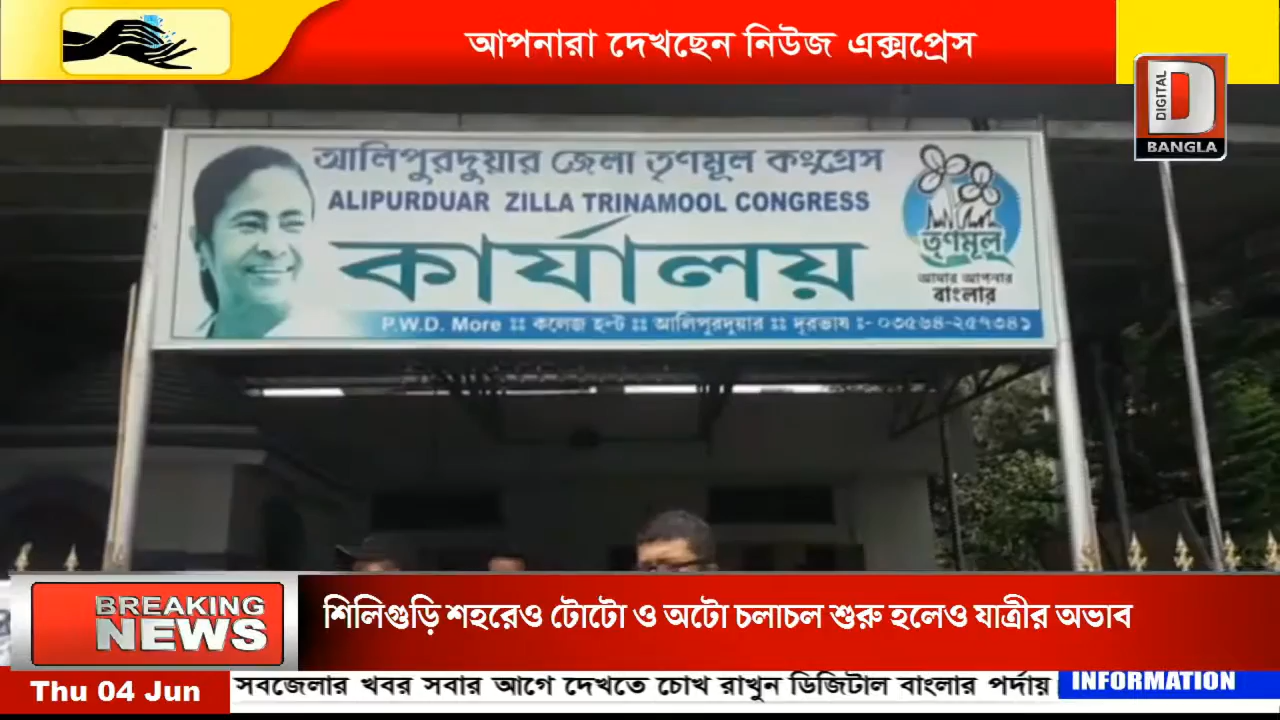 আপনারা দেখছেন নিউজ এক্সপ্রেস
DIGITAL
D
BANGLA
আলিপুরদুয়ার জেলা তৃণমূল কংগ্রেস
ALIPURDUAR ZILLA TRINAMOOL CONGRESS
কার্যালয়
তৃণমূল
আমার আপনার
বাংলার
P.W.D. More ঃঃ কলেজ হল্ট ঃঃ আলিপুরদুয়ার ঃঃ দূরভাষ ঃ- ০৩৫৬৪-২৫৭৩৪১
BREAKING
NEWS
শিলিগুড়ি শহরেও টোটো ও অটো চলাচল শুরু হলেও যাত্রীর অভাব
Thu 04 Jun
সবজেলার খবর সবার আগে দেখতে চোখ রাখুন ডিজিটাল বাংলার পর্দায়
INFORMATION